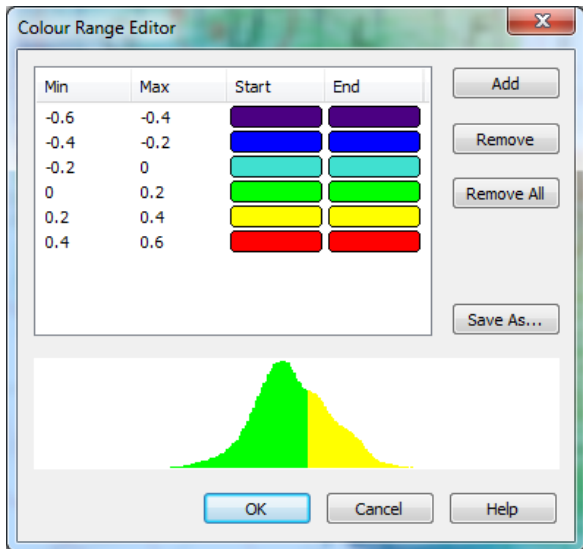 Colour Range Editor
Min Max Start End
-0.6 -0.4
-0.4 -0.2
-0.2 0
0 0.2
0.2 0.4
0.4 0.6
Add
Remove
Remove All
Save As...
OK Cancel Help